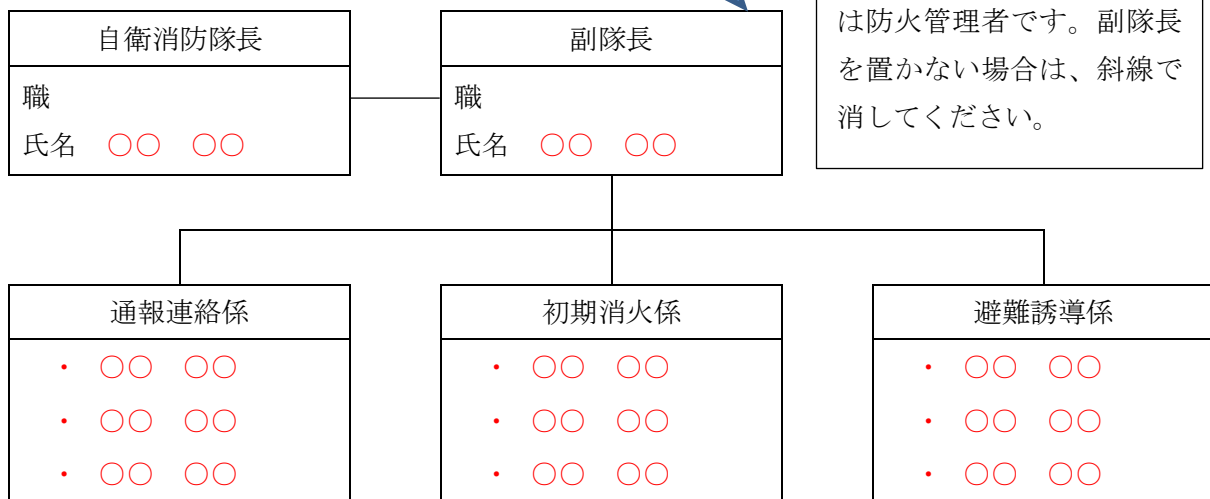 自衛消防隊長
職
氏名　○○　○○
副隊長
職
氏名　○○　○○
は防火管理者です。副隊長
を置かない場合は、斜線で
消してください。
通報連絡係
・　○○　○○
・　○○　○○
・　○○　○○
初期消火係
・　○○　○○
・　○○　○○
・　○○　○○
避難誘導係
・　○○　○○
・　○○　○○
・　○○　○○